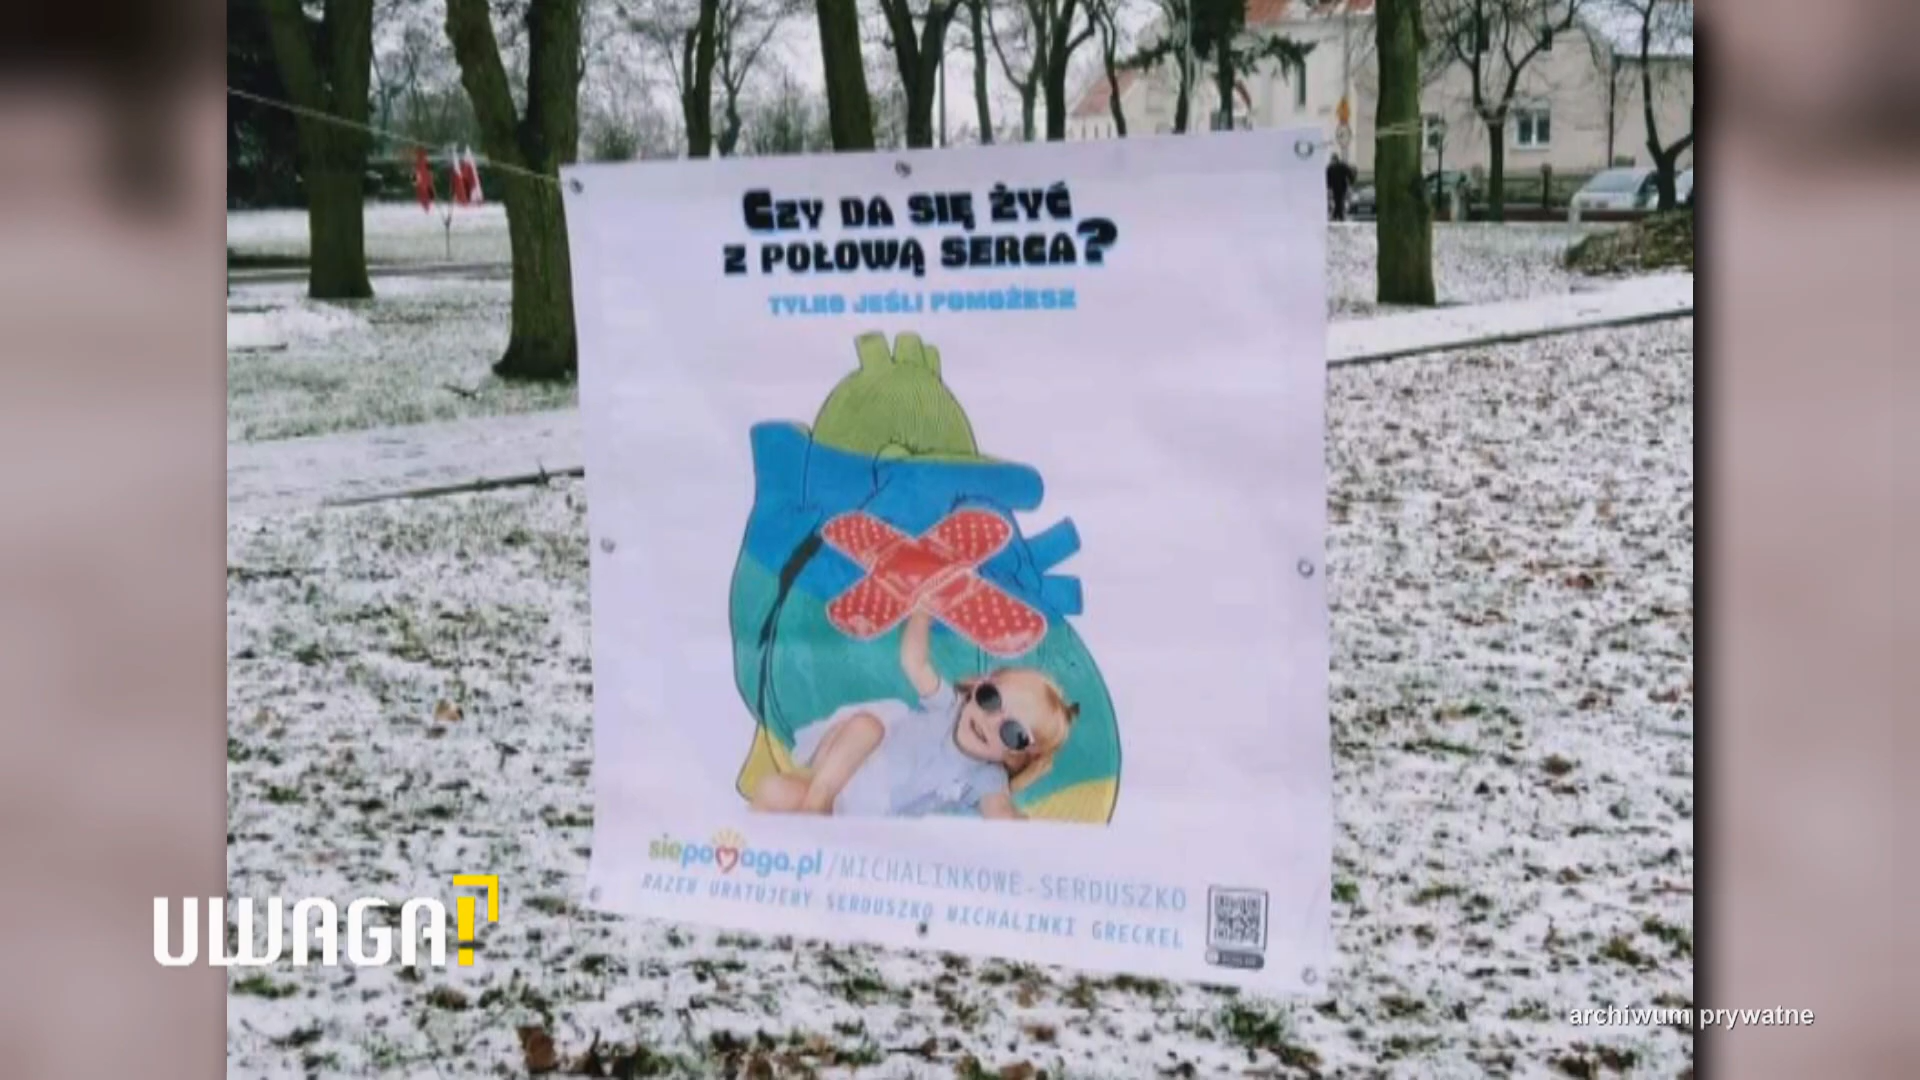 CZY DA SIĘ ŻYĆ
Z POŁOWĄ SERCA?
TYLKO JEŚLI POMOŻESZ
siepomaga.pl/MICHALINKOWE-SERDUSZKO
RAZEM URATUJEMY SERDUSZKO MICHALINKI GRECKEL
UWAGA!
archiwum prywatne